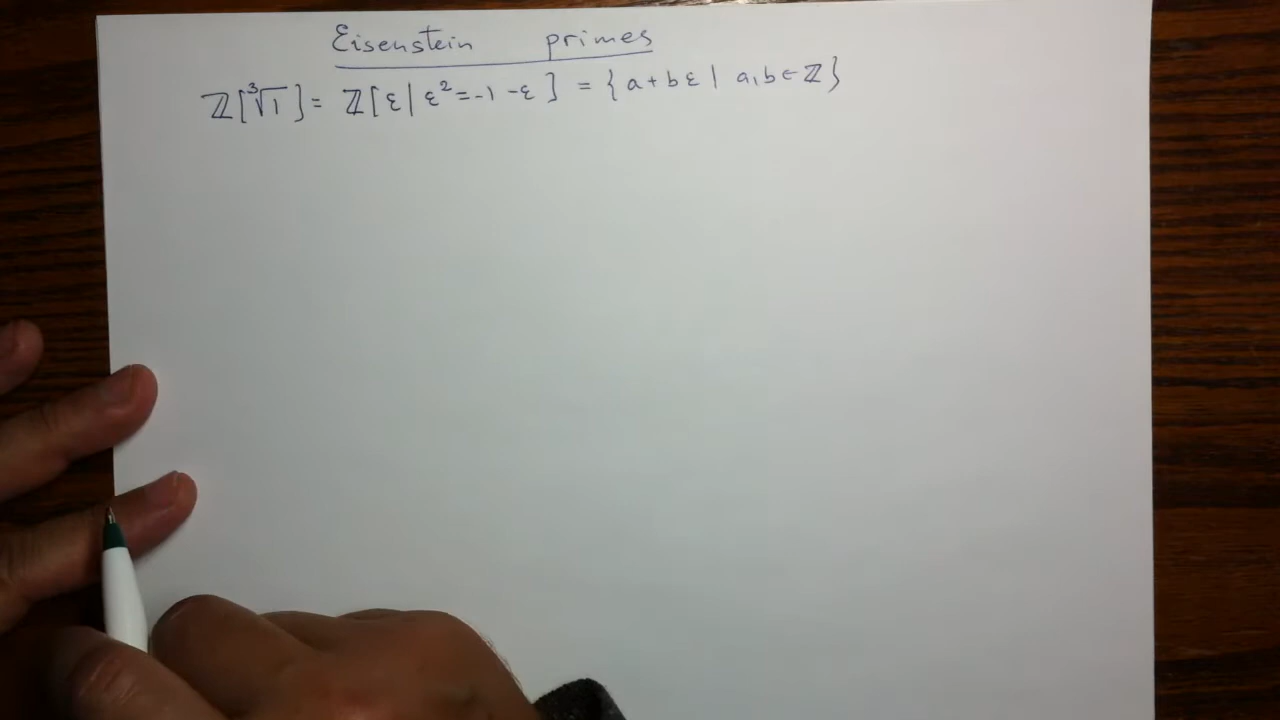 Eisenstein primes
ℤ[∛1] = ℤ[ε | ε² = -1 - ε] = {a + bε | a, b ∈ ℤ}